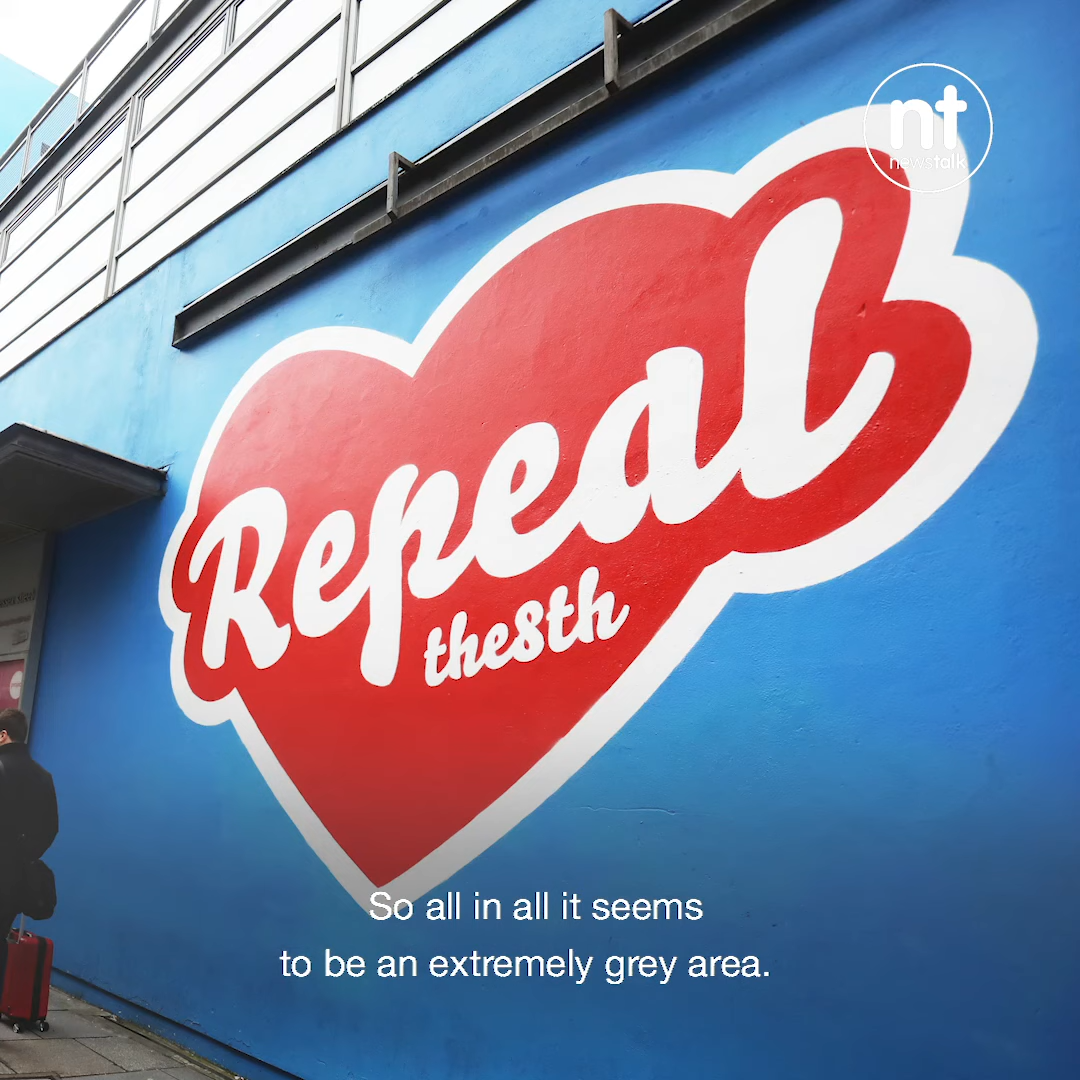 nt
newstalk
Repeal
the8th
So all in all it seems
to be an extremely grey area.